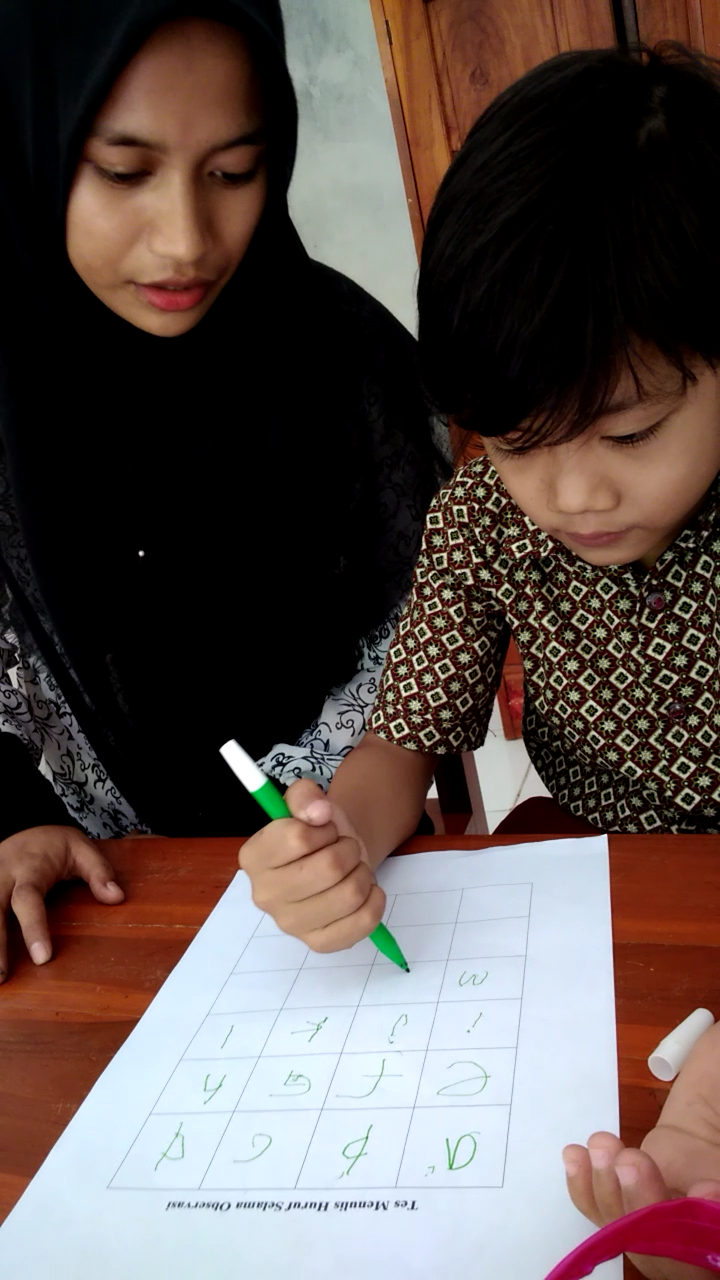 Tes Menulis Huruf Selama Observasi
a b c d
e f G h
i j k l
m